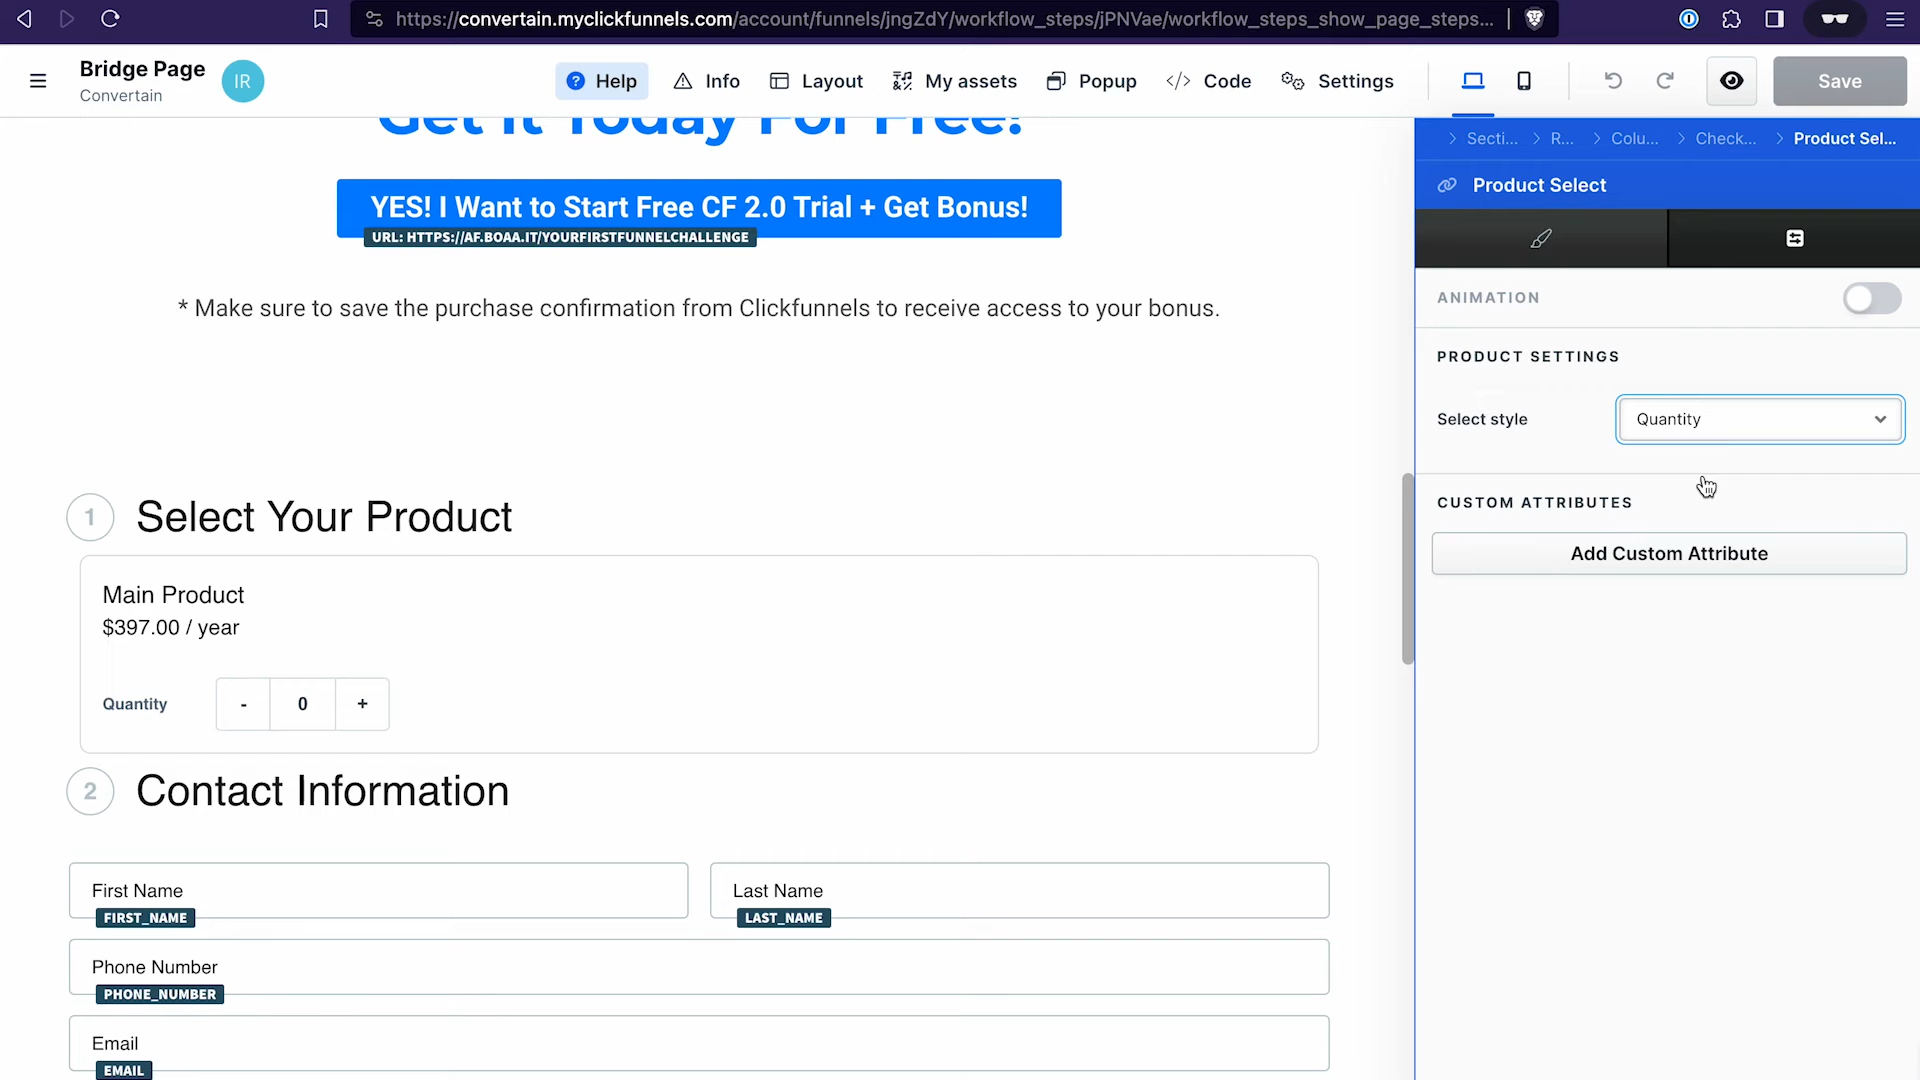 https://convertain.myclickfunnels.com/account/funnels/jngZdY/workflow_steps/jPNVae/workflow_steps_show_page_steps...
Bridge Page
Convertain
IR
Help
Info
Layout
My assets
Popup
Code
Settings
Save
Get It Today For Free!
YES! I Want to Start Free CF 2.0 Trial + Get Bonus!
URL: HTTPS://AF.BOAA.IT/YOURFIRSTFUNNELCHALLENGE
* Make sure to save the purchase confirmation from Clickfunnels to receive access to your bonus.
1 Select Your Product
Main Product
$397.00 / year
Quantity - 0 +
2 Contact Information
First Name
FIRST_NAME
Last Name
LAST_NAME
Phone Number
PHONE_NUMBER
Email
EMAIL
Secti... > R... > Colu... > Check... > Product Sel...
Product Select
ANIMATION
PRODUCT SETTINGS
Select style
Quantity
CUSTOM ATTRIBUTES
Add Custom Attribute